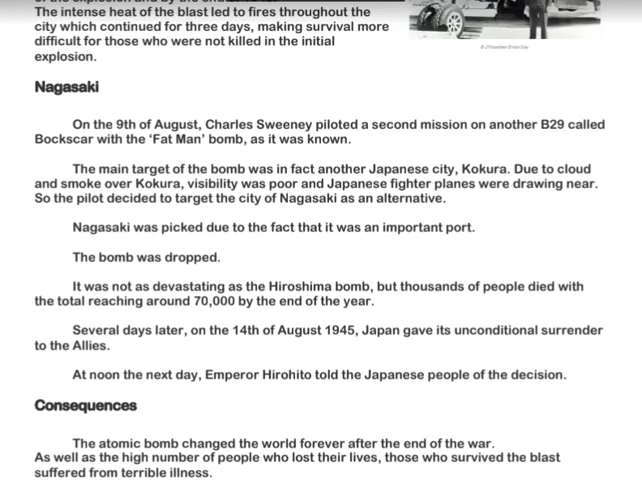 The intense heat of the blast led to fires throughout the
city which continued for three days, making survival more
difficult for those who were not killed in the initial
explosion.
Nagasaki
On the 9th of August, Charles Sweeney piloted a second mission on another B29 called
Bockscar with the ‘Fat Man’ bomb, as it was known.
The main target of the bomb was in fact another Japanese city, Kokura. Due to cloud
and smoke over Kokura, visibility was poor and Japanese fighter planes were drawing near.
So the pilot decided to target the city of Nagasaki as an alternative.
Nagasaki was picked due to the fact that it was an important port.
The bomb was dropped.
It was not as devastating as the Hiroshima bomb, but thousands of people died with
the total reaching around 70,000 by the end of the year.
Several days later, on the 14th of August 1945, Japan gave its unconditional surrender
to the Allies.
At noon the next day, Emperor Hirohito told the Japanese people of the decision.
Consequences
The atomic bomb changed the world forever after the end of the war.
As well as the high number of people who lost their lives, those who survived the blast
suffered from terrible illness.